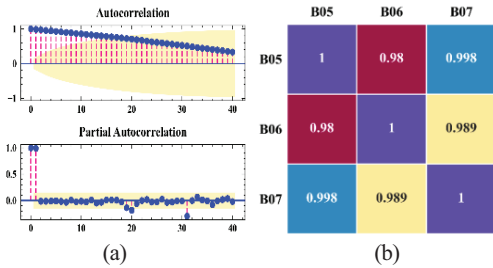 Autocorrelation
1
0
−1
0 10 20 30 40
Partial Autocorrelation
1.0
0.0
0 10 20 30 40
(a)
B05 B06 B07
B05 1 0.98 0.998
B06 0.98 1 0.989
B07 0.998 0.989 1
(b)